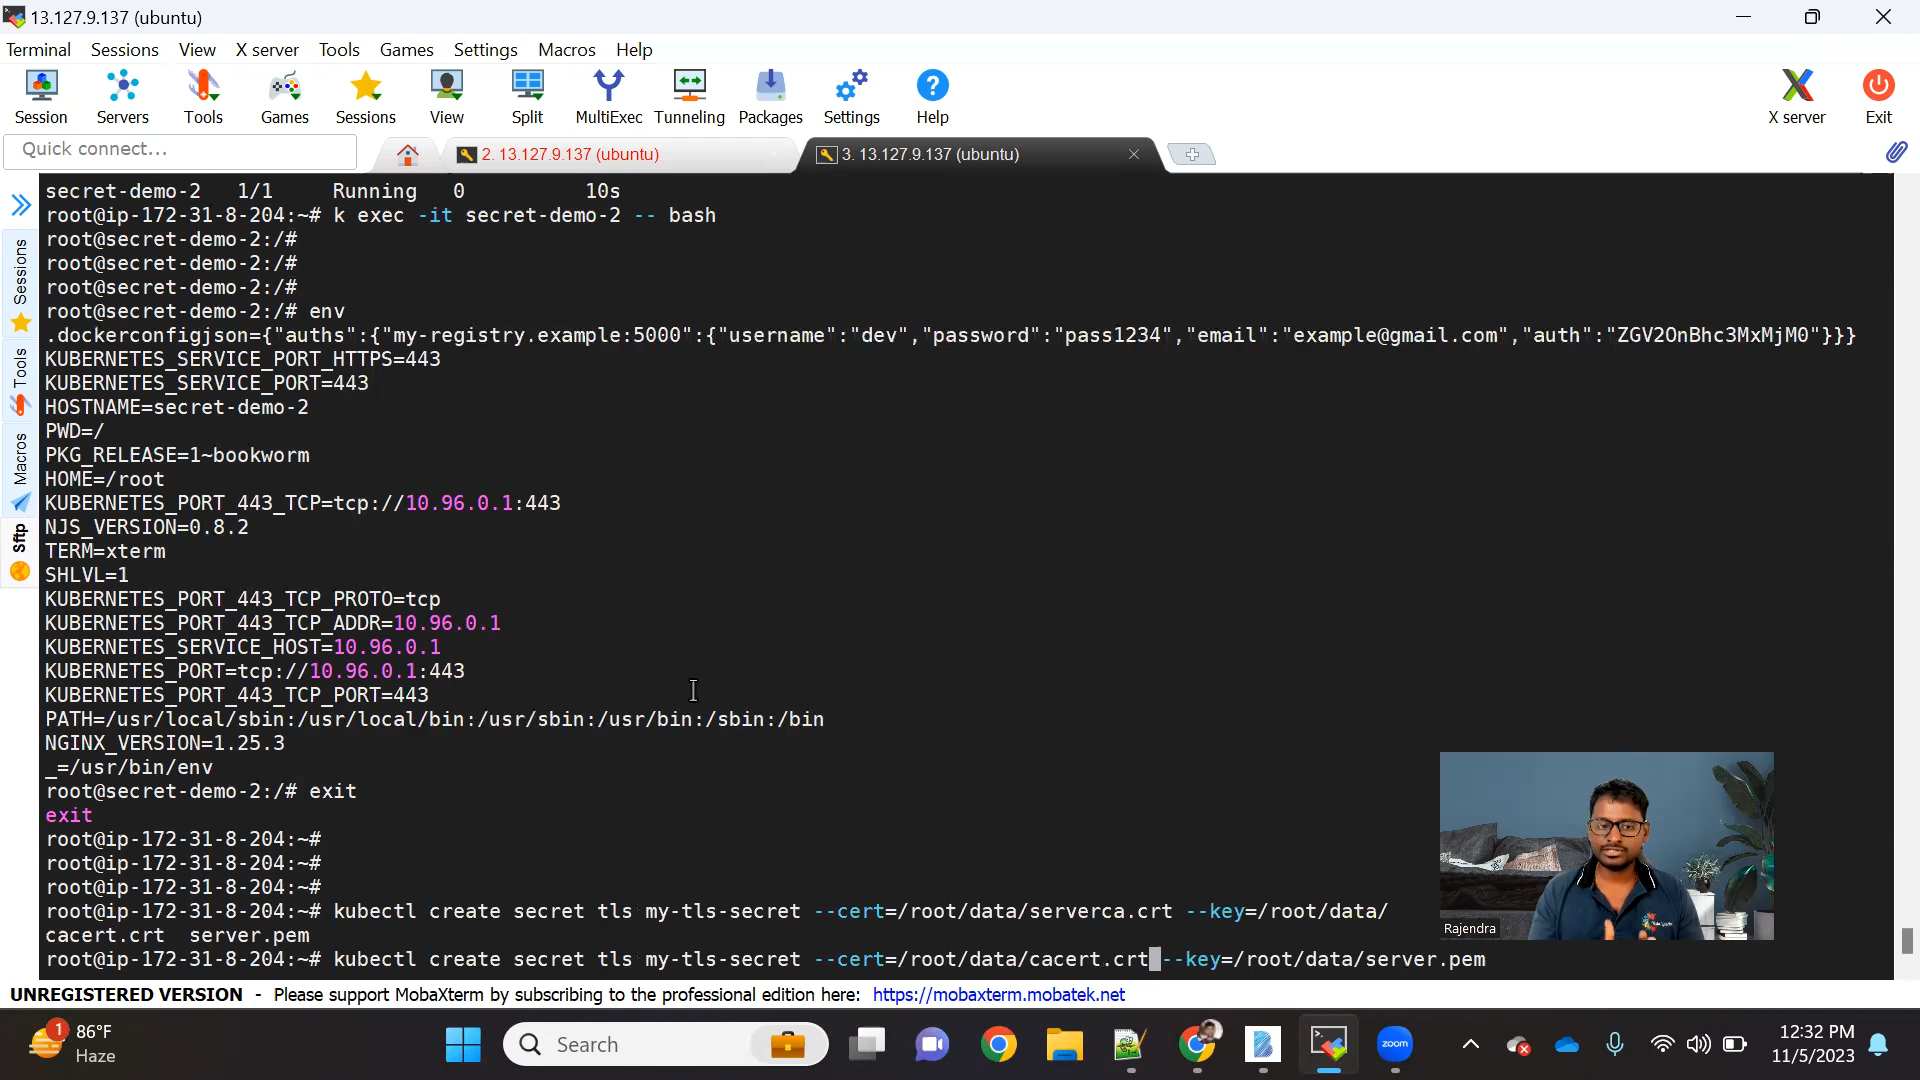 13.127.9.137 (ubuntu)
Terminal Sessions View X server Tools Games Settings Macros Help
Session Servers Tools Games Sessions View Split MultiExec Tunneling Packages Settings Help X server Exit
Quick connect... 2. 13.127.9.137 (ubuntu) 3. 13.127.9.137 (ubuntu)
Sessions
Tools
Macros
Sftp
secret-demo-2   1/1     Running   0          10s
root@ip-172-31-8-204:~# k exec -it secret-demo-2 -- bash
root@secret-demo-2:/#
root@secret-demo-2:/#
root@secret-demo-2:/#
root@secret-demo-2:/# env
.dockerconfigjson={"auths":{"my-registry.example:5000":{"username":"dev","password":"pass1234","email":"example@gmail.com","auth":"ZGV2OnBhc3MxMjM0"}}}
KUBERNETES_SERVICE_PORT_HTTPS=443
KUBERNETES_SERVICE_PORT=443
HOSTNAME=secret-demo-2
PWD=/
PKG_RELEASE=1~bookworm
HOME=/root
KUBERNETES_PORT_443_TCP=tcp://10.96.0.1:443
NJS_VERSION=0.8.2
TERM=xterm
SHLVL=1
KUBERNETES_PORT_443_TCP_PROTO=tcp
KUBERNETES_PORT_443_TCP_ADDR=10.96.0.1
KUBERNETES_SERVICE_HOST=10.96.0.1
KUBERNETES_PORT=tcp://10.96.0.1:443
KUBERNETES_PORT_443_TCP_PORT=443
PATH=/usr/local/sbin:/usr/local/bin:/usr/sbin:/usr/bin:/sbin:/bin
NGINX_VERSION=1.25.3
_=/usr/bin/env
root@secret-demo-2:/# exit
exit
root@ip-172-31-8-204:~#
root@ip-172-31-8-204:~#
root@ip-172-31-8-204:~#
root@ip-172-31-8-204:~# kubectl create secret tls my-tls-secret --cert=/root/data/serverca.crt --key=/root/data/
cacert.crt  server.pem
root@ip-172-31-8-204:~# kubectl create secret tls my-tls-secret --cert=/root/data/cacert.crt --key=/root/data/server.pem
Rajendra
UNREGISTERED VERSION - Please support MobaXterm by subscribing to the professional edition here: https://mobaxterm.mobatek.net
1
86°F
Haze
Search
zoom
12:32 PM
11/5/2023